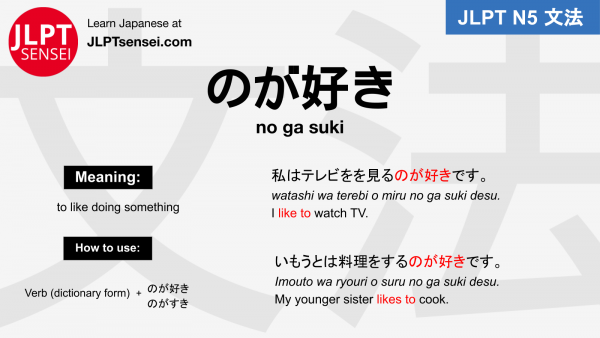 JLPT
SENSEI
Learn Japanese at
JLPTsensei.com
JLPT N5 文法
のが好き
no ga suki
Meaning:
to like doing something
How to use:
Verb (dictionary form) + のが好き
のがすき
私はテレビをを見るのが好きです。
watashi wa terebi o miru no ga suki desu.
I like to watch TV.
いもうとは料理をするのが好きです。
Imouto wa ryouri o suru no ga suki desu.
My younger sister likes to cook.
文法